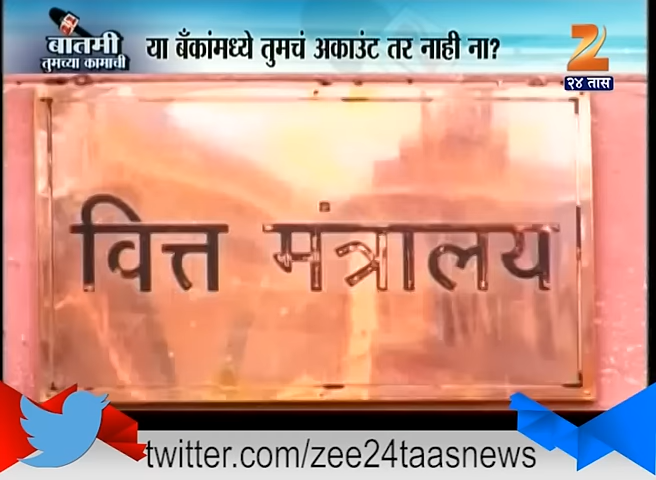 बातमी
तुमच्या कामाची
या बँकांमध्ये तुमचं अकाउंट तर नाही ना?
Z
२४ तास
वित्त मंत्रालय
twitter.com/zee24taasnews